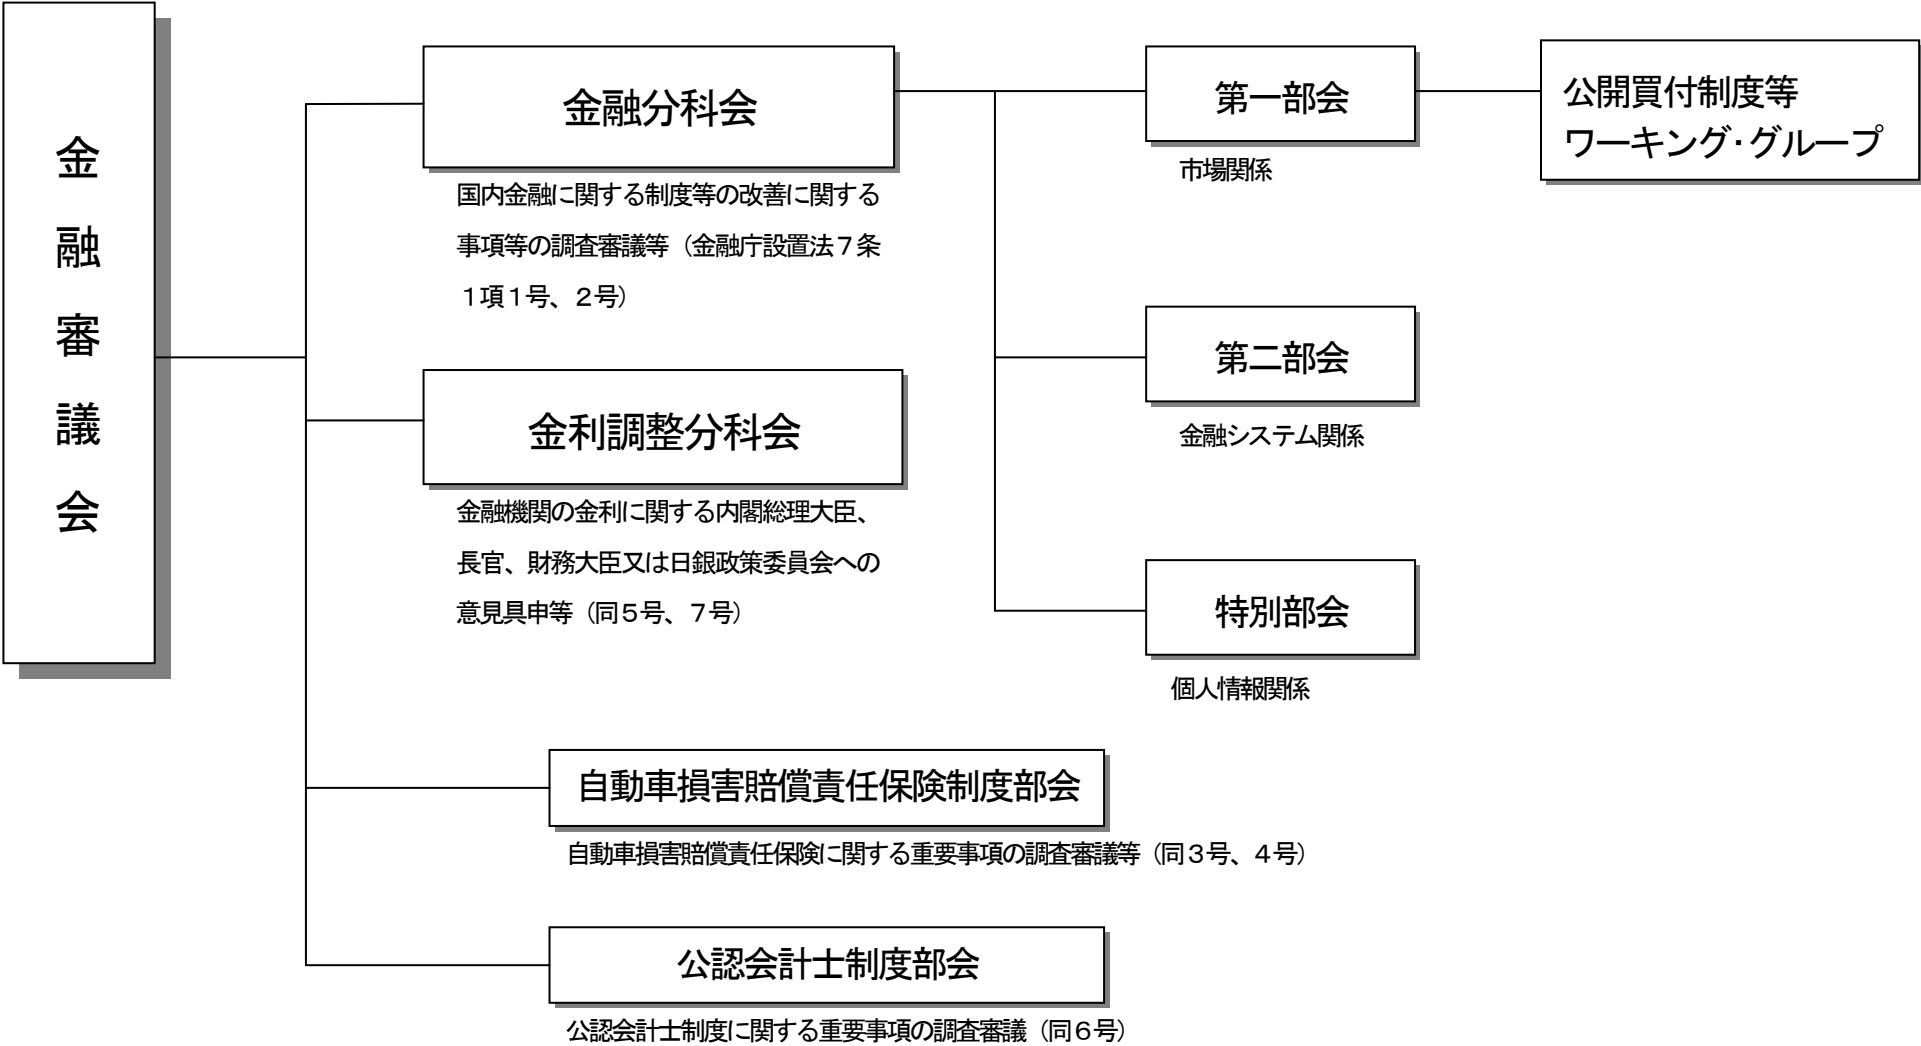 金融審議会
金融分科会
国内金融に関する制度等の改善に関する
事項等の調査審議等（金融庁設置法７条
１項１号、２号）
金利調整分科会
金融機関の金利に関する内閣総理大臣、
長官、財務大臣又は日銀政策委員会への
意見具申等（同５号、７号）
自動車損害賠償責任保険制度部会
自動車損害賠償責任保険に関する重要事項の調査審議等（同３号、４号）
公認会計士制度部会
公認会計士制度に関する重要事項の調査審議（同６号）
第一部会
市場関係
第二部会
金融システム関係
特別部会
個人情報関係
公開買付制度等
ワーキング・グループ